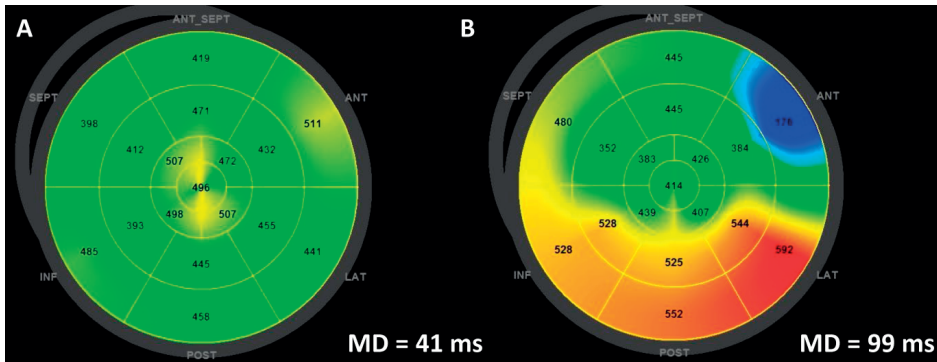 A
ANT_SEPT
SEPT
ANT
419
471
398
511
412
432
507
472
496
498
507
393
455
485
441
445
INF
LAT
458
POST
MD = 41 ms
B
ANT_SEPT
SEPT
ANT
445
445
480
176
352
384
383
426
414
439
407
528
544
528
592
525
INF
LAT
552
POST
MD = 99 ms